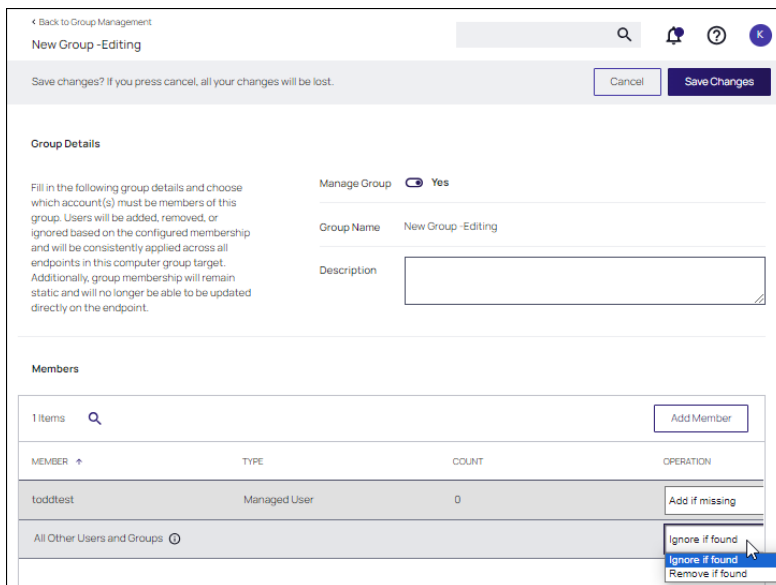 Back to Group Management
New Group -Editing
K
Save changes? If you press cancel, all your changes will be lost.
Cancel
Save Changes
Group Details
Fill in the following group details and choose
which account(s) must be members of this
group. Users will be added, removed, or
ignored based on the configured membership
and will be consistently applied across all
endpoints in this computer group target.
Additionally, group membership will remain
static and will no longer be able to be updated
directly on the endpoint.
Manage Group Yes
Group Name New Group -Editing
Description
Members
1 Items
Add Member
MEMBER TYPE COUNT OPERATION
toddtest Managed User 0 Add if missing
All Other Users and Groups Ignore if found
Ignore if found
Remove if found